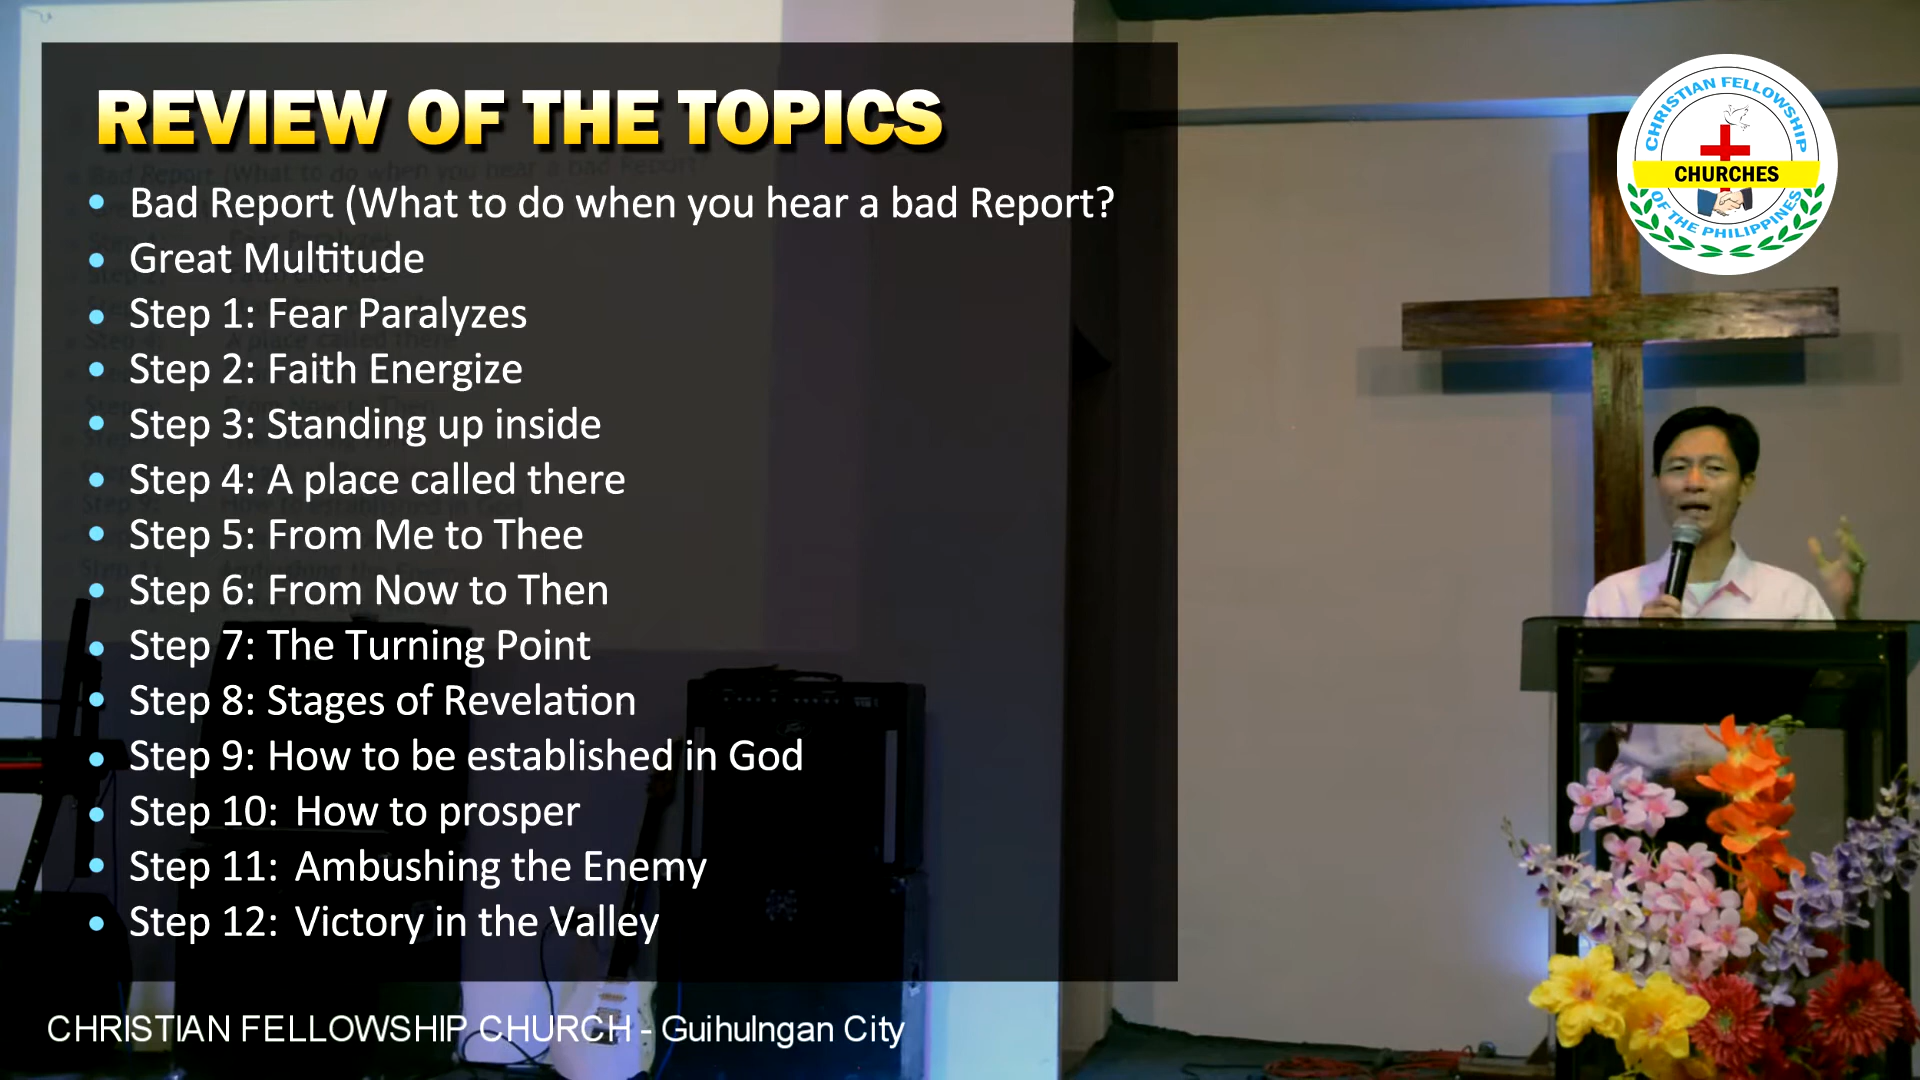 REVIEW OF THE TOPICS
• Bad Report (What to do when you hear a bad Report?
• Great Multitude
• Step 1: Fear Paralyzes
• Step 2: Faith Energize
• Step 3: Standing up inside
• Step 4: A place called there
• Step 5: From Me to Thee
• Step 6: From Now to Then
• Step 7: The Turning Point
• Step 8: Stages of Revelation
• Step 9: How to be established in God
• Step 10: How to prosper
• Step 11: Ambushing the Enemy
• Step 12: Victory in the Valley
CHRISTIAN FELLOWSHIP CHURCH - Guihulngan City
CHRISTIAN FELLOWSHIP
CHURCHES
OF THE PHILIPPINES